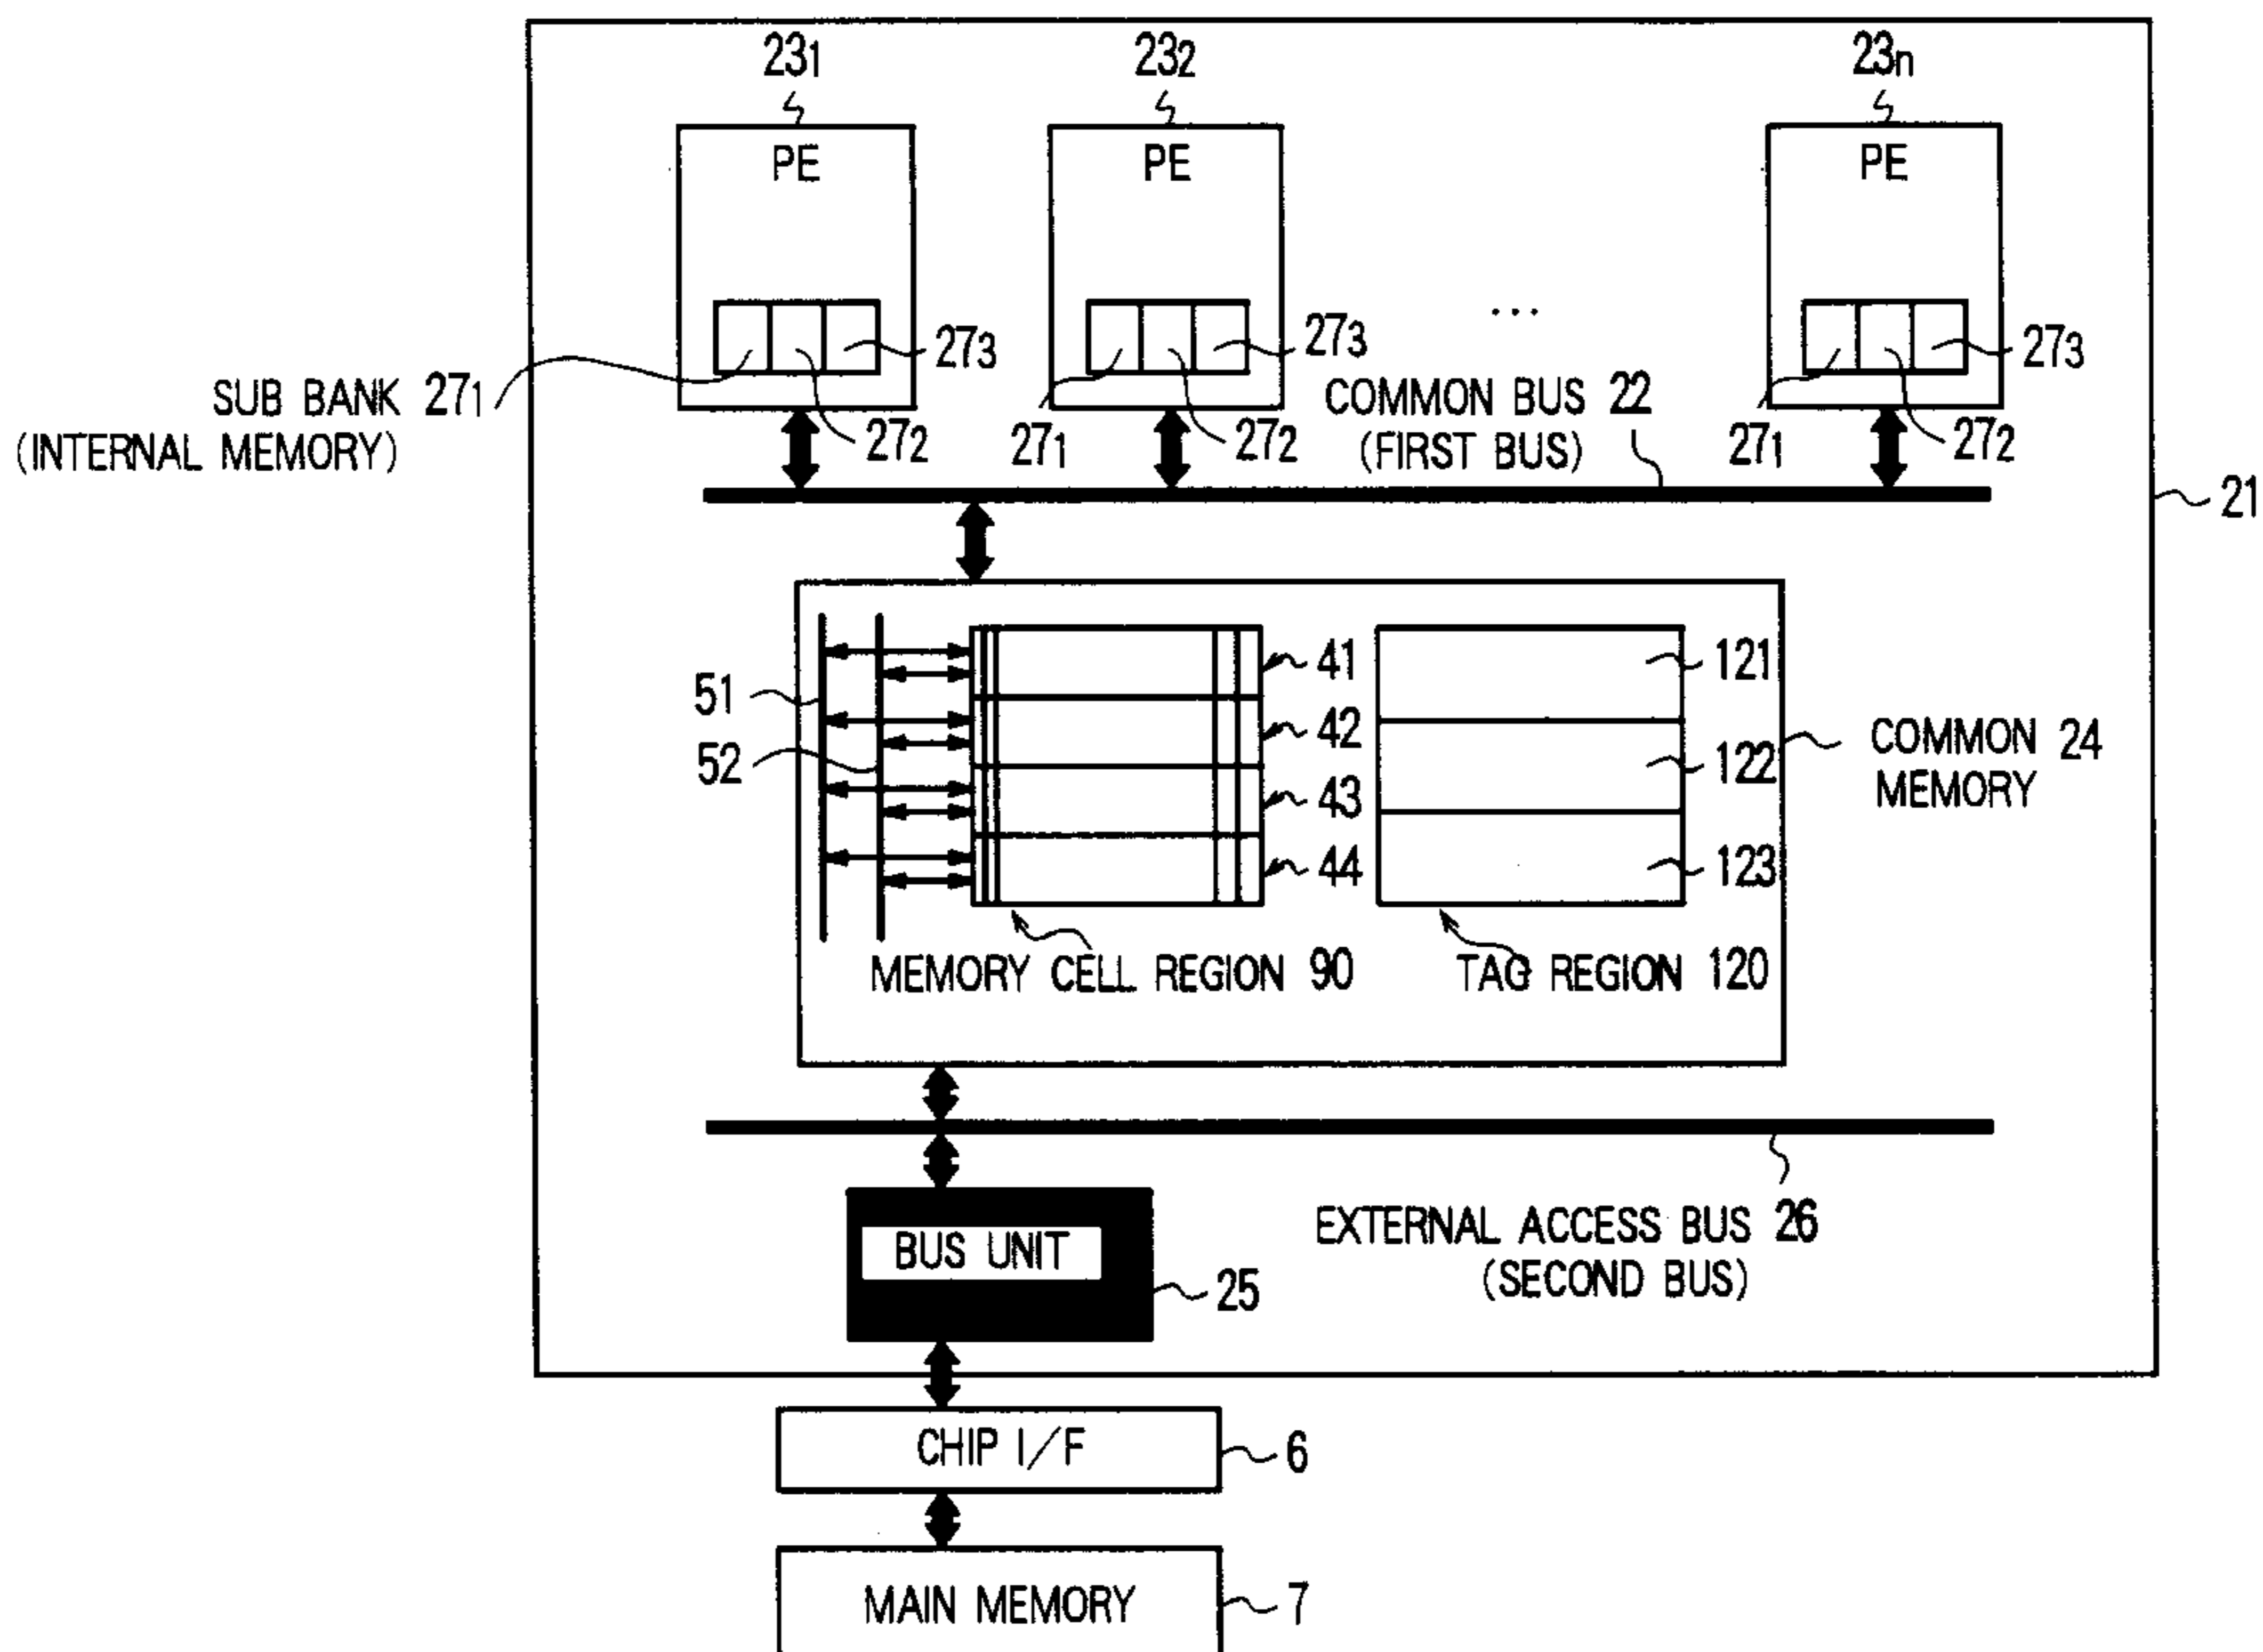 23₁ 23₂ 23n
PE PE PE
27₃ 27₃ 27₃
SUB BANK 27₁
(INTERNAL MEMORY)
27₂ 27₁ 27₂ 27₁ 27₂
COMMON BUS 22
(FIRST BUS)
...
21
51
52
41
42
43
44
121
122
123
MEMORY CELL REGION 90
TAG REGION 120
COMMON 24
MEMORY
BUS UNIT
25
EXTERNAL ACCESS BUS 26
(SECOND BUS)
CHIP I/F
6
MAIN MEMORY
7